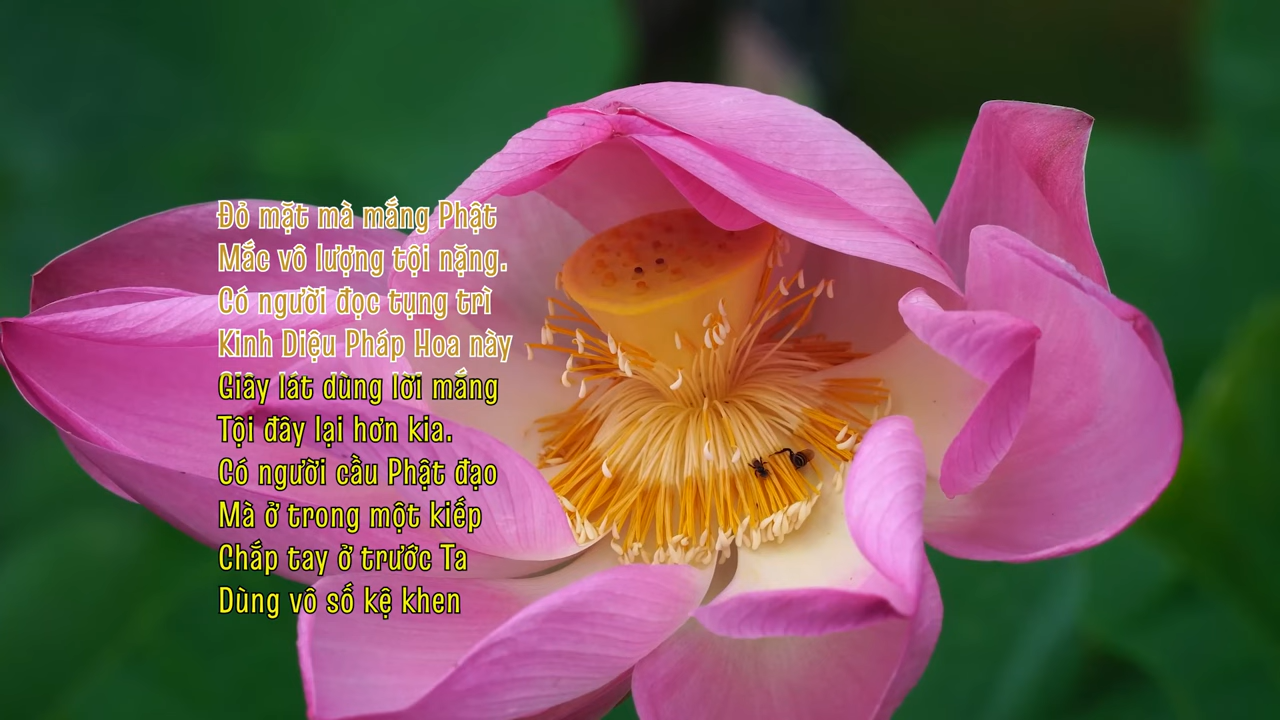 Đỏ mặt mà mắng Phật
Mắc vô lượng tội nặng.
Có người đọc tụng trì
Kinh Diệu Pháp Hoa này
Giây lát dùng lời mắng
Tội đây lại hơn kia.
Có người cầu Phật đạo
Mà ở trong một kiếp
Chắp tay ở trước Ta
Dùng vô số kệ khen